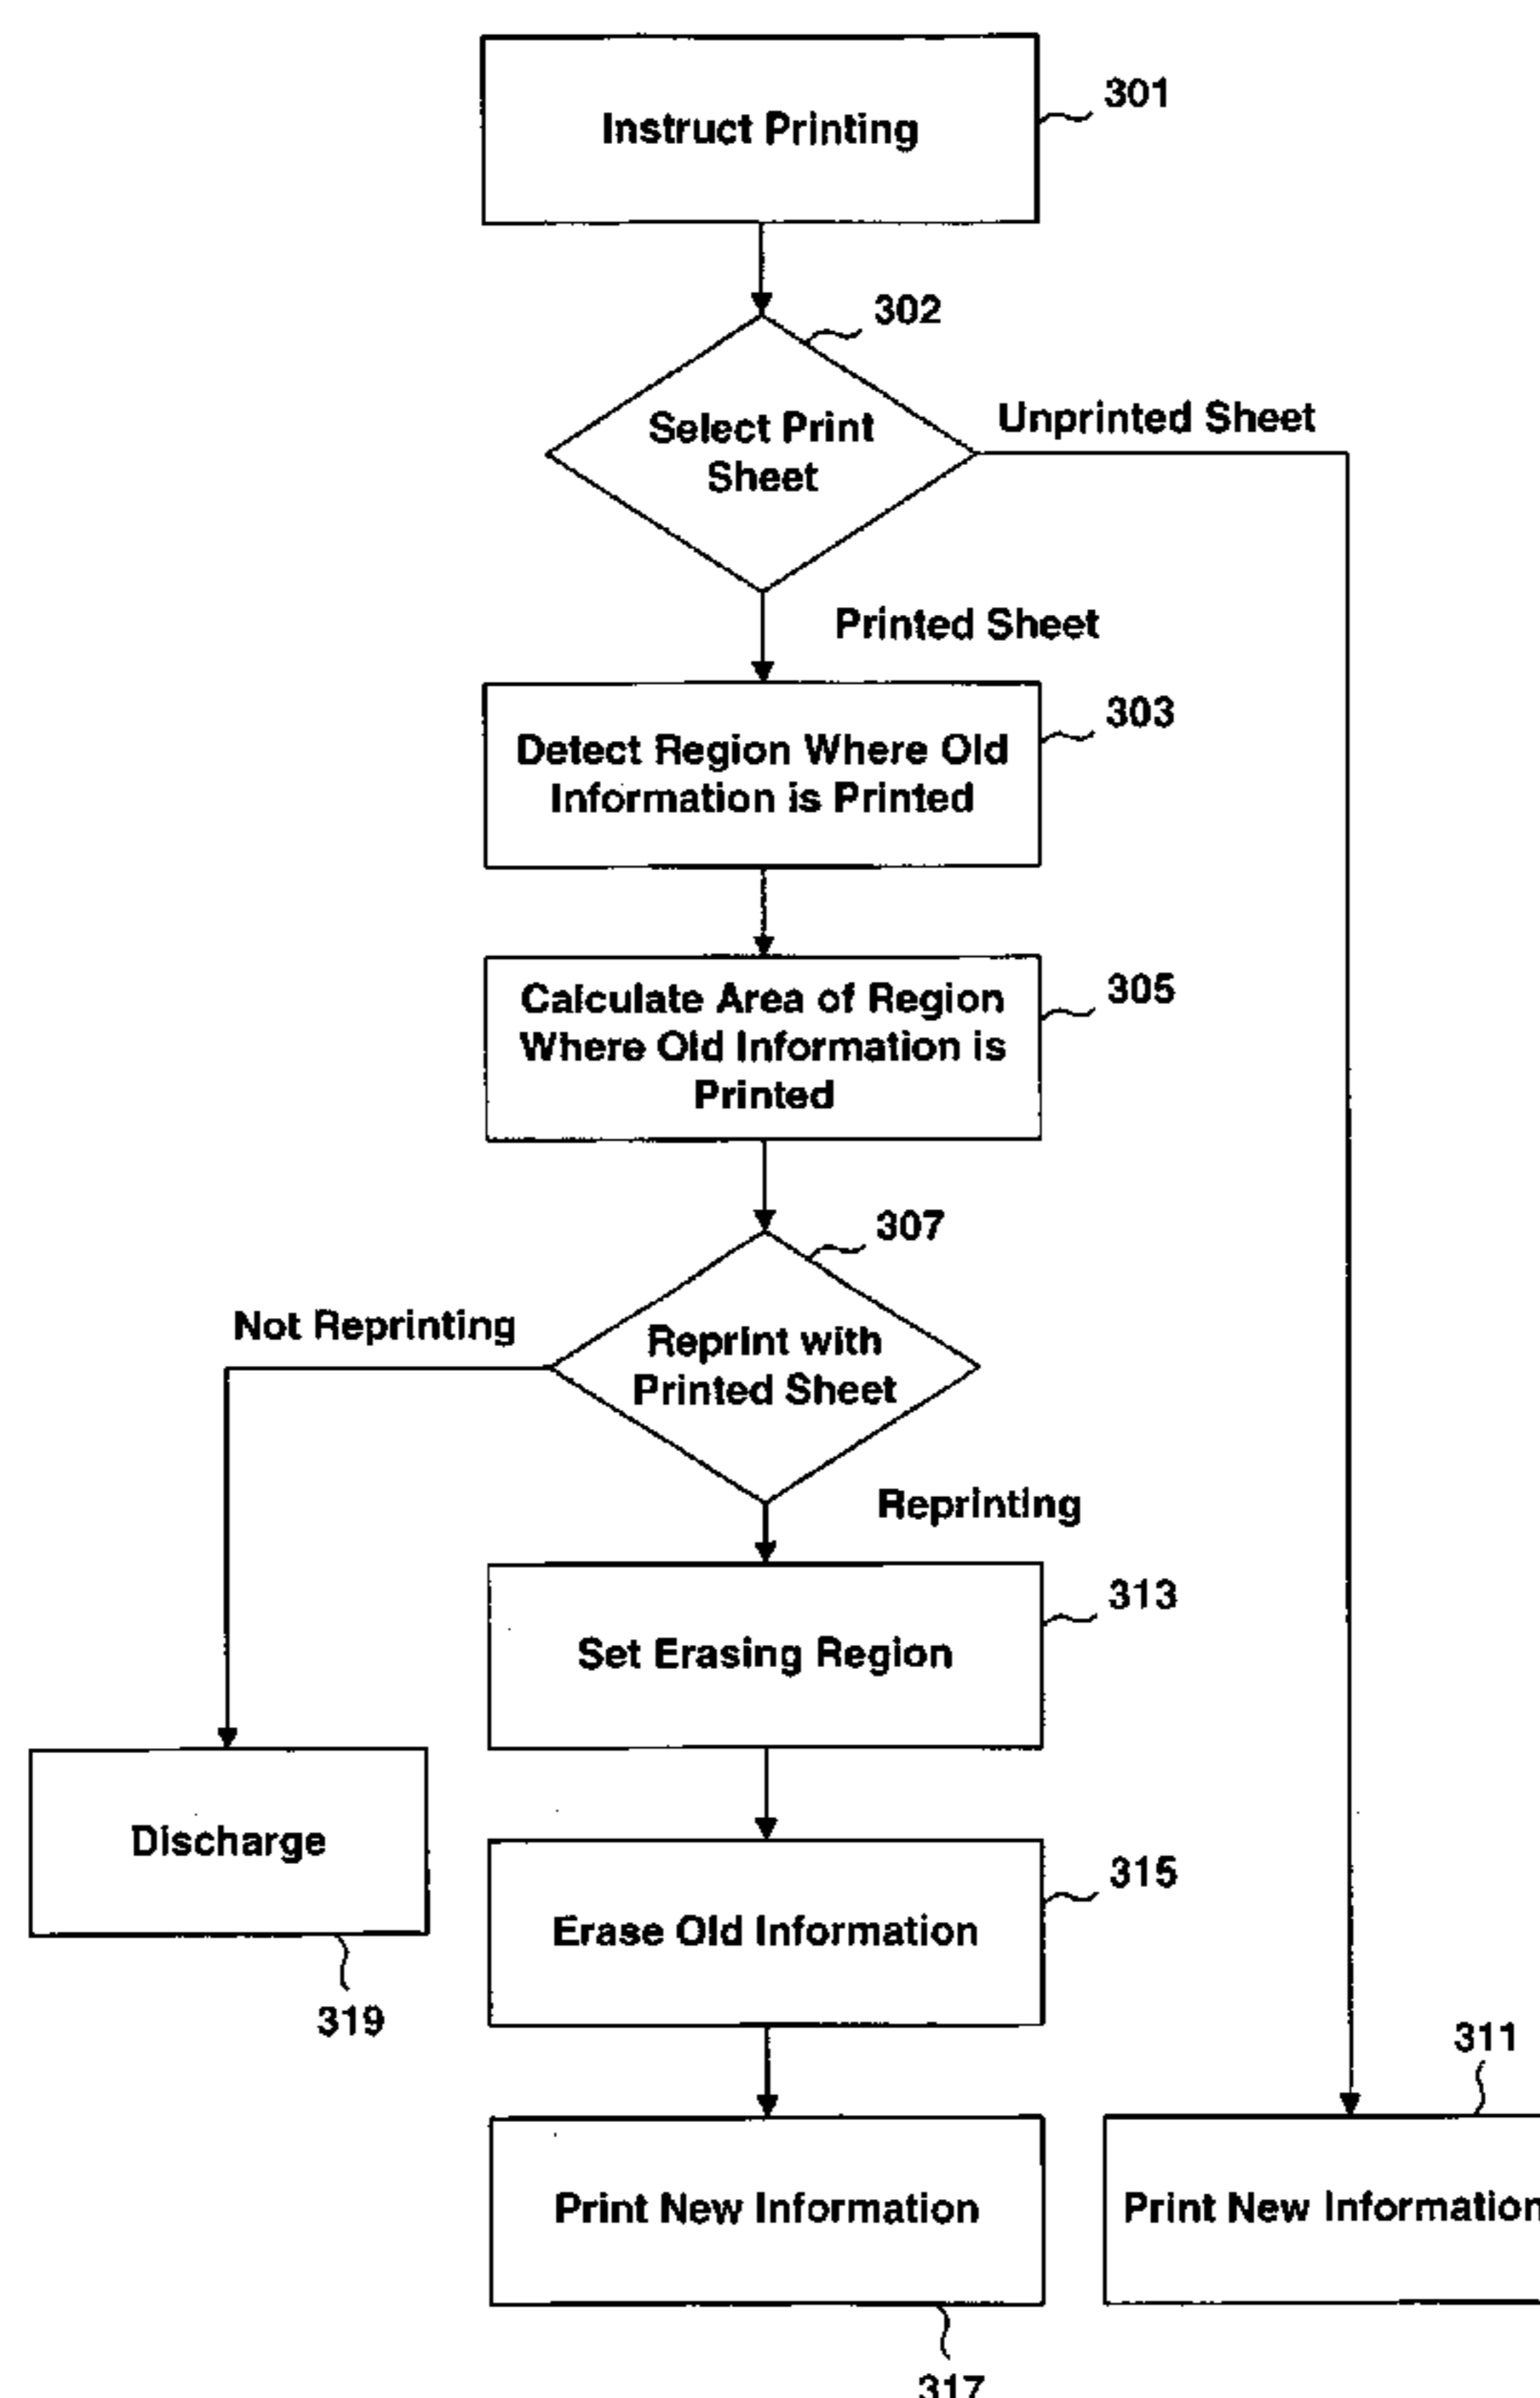 Instruct Printing
301
302
Select Print
Sheet
Unprinted Sheet
Printed Sheet
303
Detect Region Where Old
Information is Printed
305
Calculate Area of Region
Where Old Information is
Printed
307
Not Reprinting
Reprint with
Printed Sheet
Reprinting
313
Set Erasing Region
Discharge
319
315
Erase Old Information
311
Print New Information
Print New Information
317